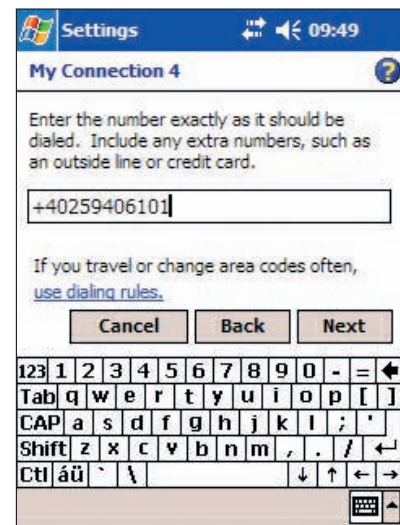 Settings 09:49
My Connection 4 ?
Enter the number exactly as it should be
dialed. Include any extra numbers, such as
an outside line or credit card.
+40259406101
If you travel or change area codes often,
use dialing rules.
Cancel Back Next
123 1 2 3 4 5 6 7 8 9 0 - =
Tab q w e r t y u i o p [ ]
CAP a s d f g h j k l ; '
Shift z x c v b n m , . /
Ctl áü ` \